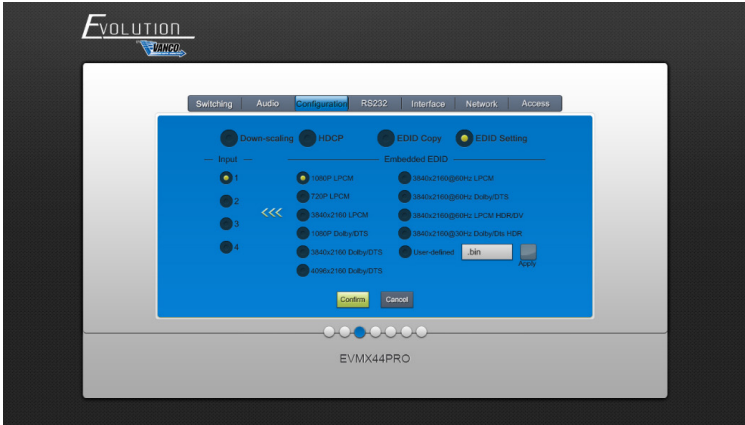 EVOLUTION
VANCO
Switching Audio Configuration RS232 Interface Network Access
Down-scaling HDCP EDID Copy EDID Setting
Input Embedded EDID
1 1080P LPCM 3840x2160@60Hz LPCM
2 720P LPCM 3840x2160@60Hz Dolby/DTS
<<< 3840x2160 LPCM 3840x2160@60Hz LPCM HDR/DV
3 1080P Dolby/DTS 3840x2160@30Hz Dolby/Dts HDR
4 3840x2160 Dolby/DTS User-defined .bin Apply
4096x2160 Dolby/DTS
Confirm Cancel
EVMX44PRO